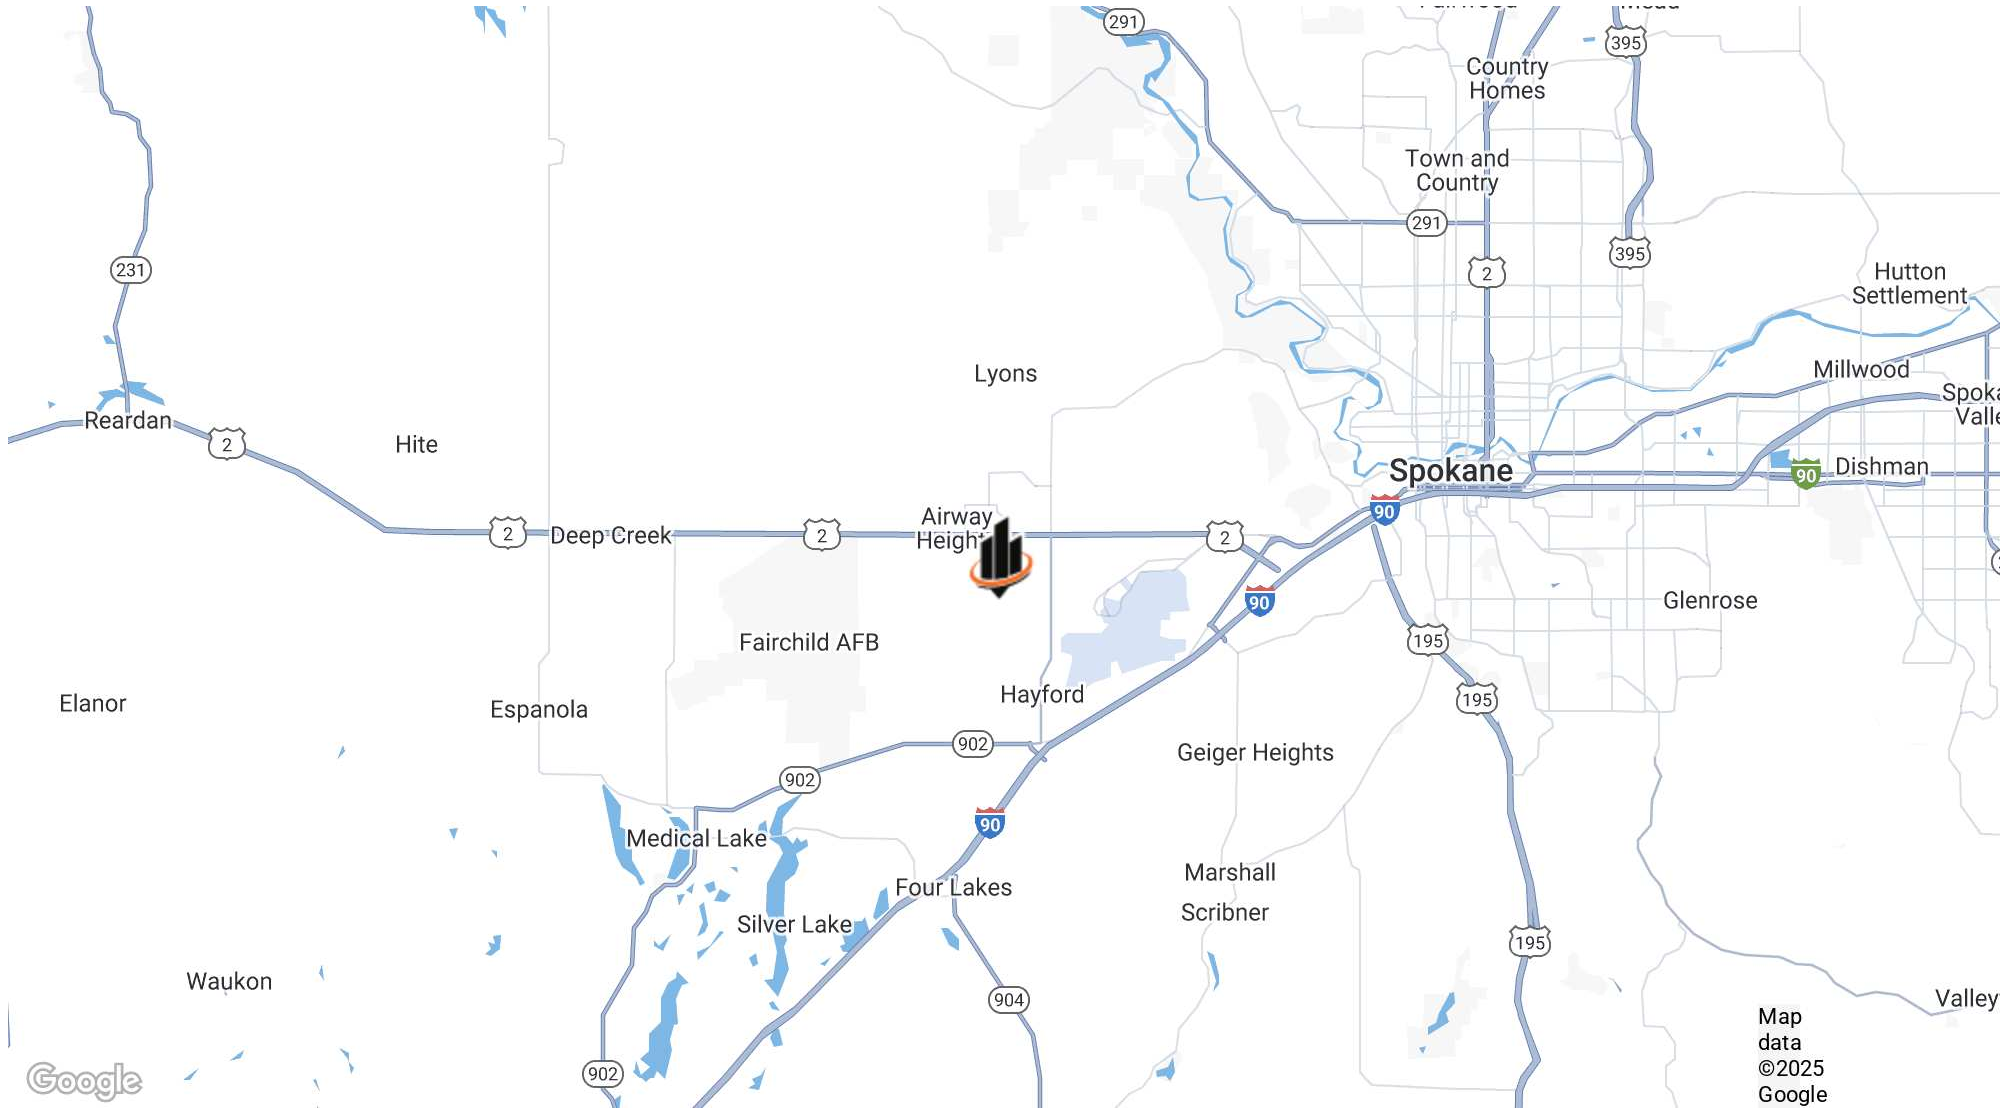 291
Mead
395
Country
Homes
Town and
Country
291
395
231
2
Hutton
Settlement
Lyons
Millwood
Reardan
Spoka
Valle
2
Hite
Spokane
90
Dishman
90
Airway
Height
2
Deep Creek
2
2
90
Glenrose
Fairchild AFB
195
Hayford
195
Elanor
Espanola
902
Geiger Heights
902
90
Medical Lake
Marshall
Four Lakes
Scribner
Silver Lake
195
Waukon
904
Valley
Map
data
©2025
Google
902
Google